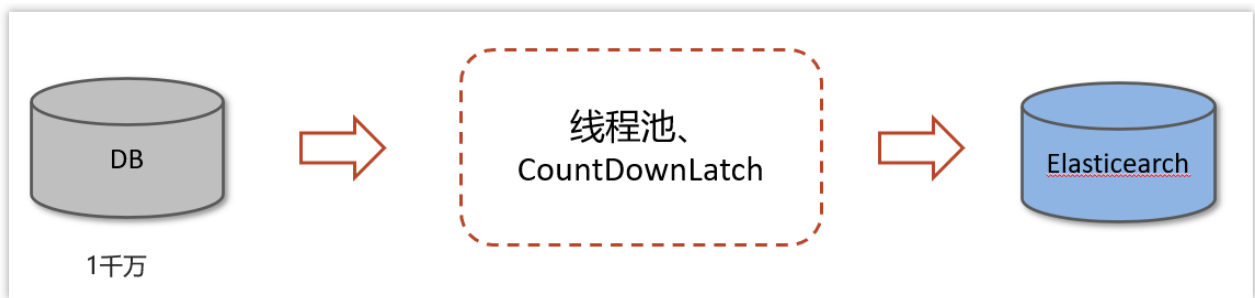 DB
线程池、
CountDownLatch
Elasticearch
1千万